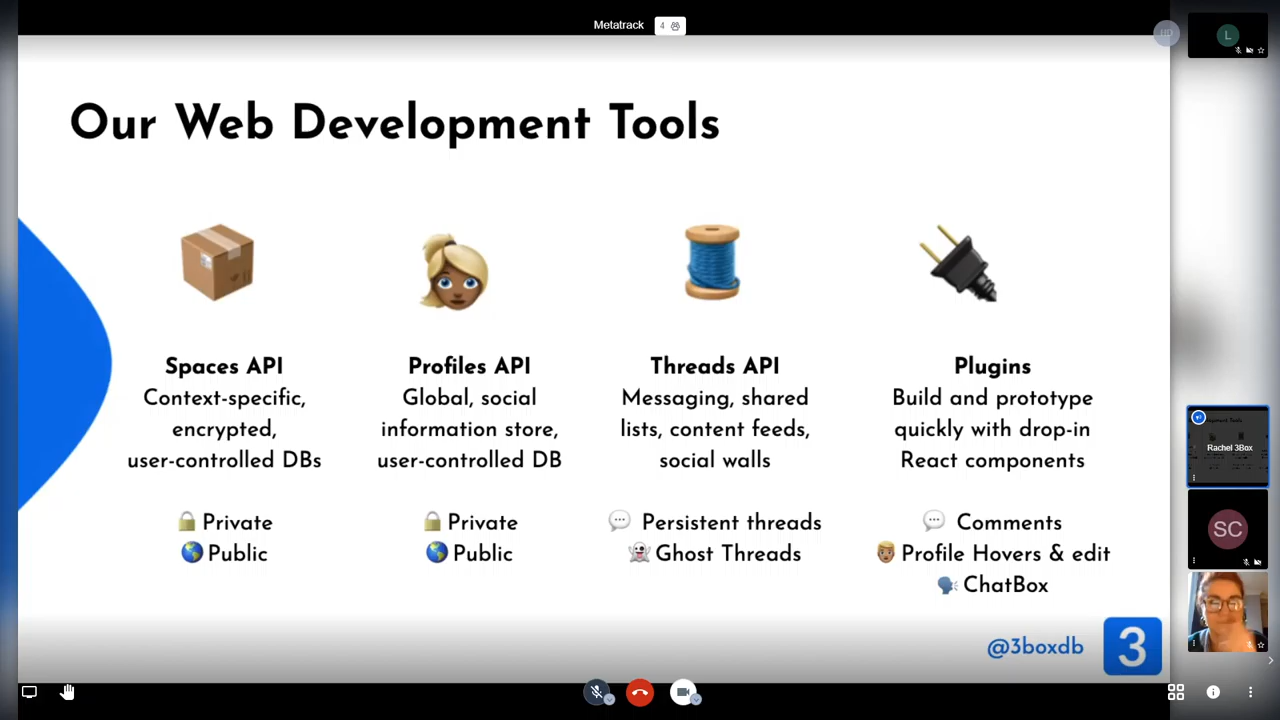 Metatrack 4
L
Our Web Development Tools
Spaces API
Context-specific,
encrypted,
user-controlled DBs
Private
Public
Profiles API
Global, social
information store,
user-controlled DB
Private
Public
Threads API
Messaging, shared
lists, content feeds,
social walls
Persistent threads
Ghost Threads
Plugins
Build and prototype
quickly with drop-in
React components
Comments
Profile Hovers & edit
ChatBox
@3boxdb 3
Rachel 3Box
SC